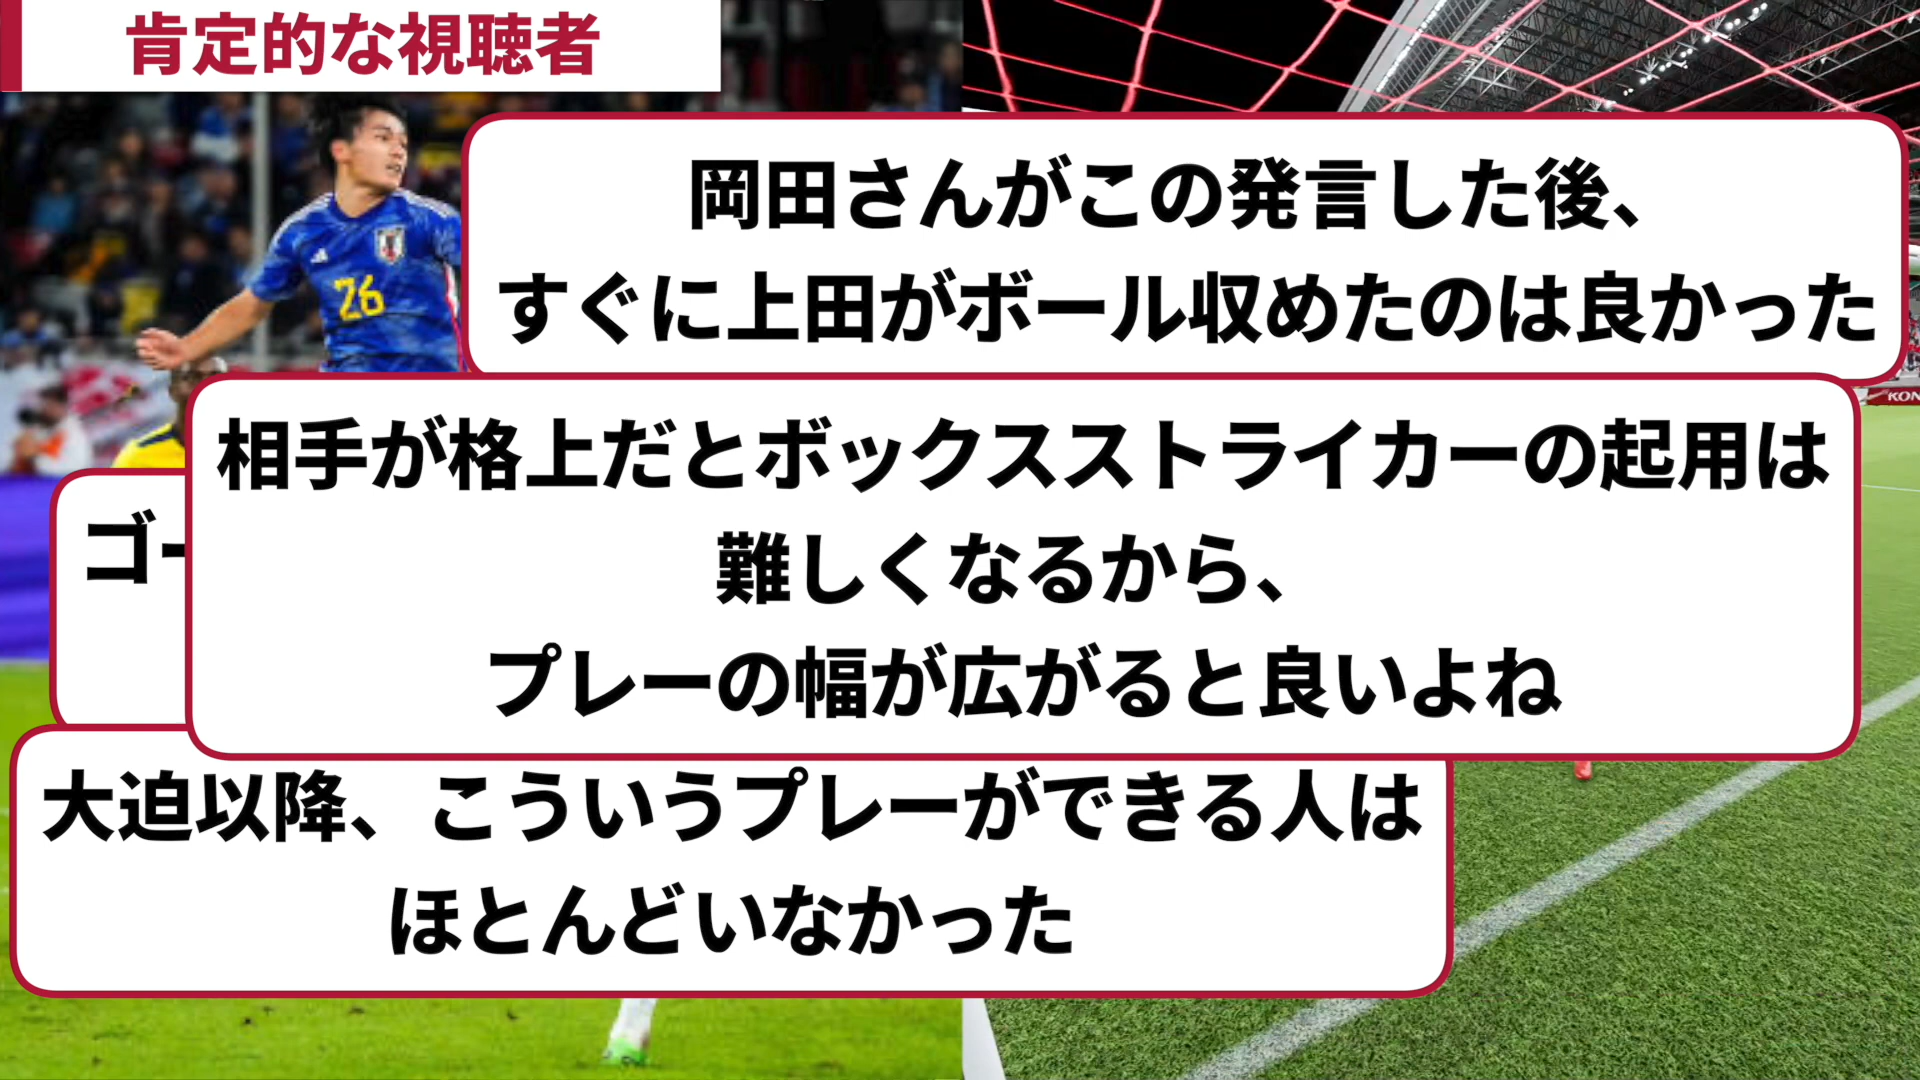 肯定的な視聴者
岡田さんがこの発言した後、
すぐに上田がボール収めたのは良かった
相手が格上だとボックスストライカーの起用は
難しくなるから、
プレーの幅が広がると良いよね
ゴー
大迫以降、こういうプレーができる人は
ほとんどいなかった
26
KON